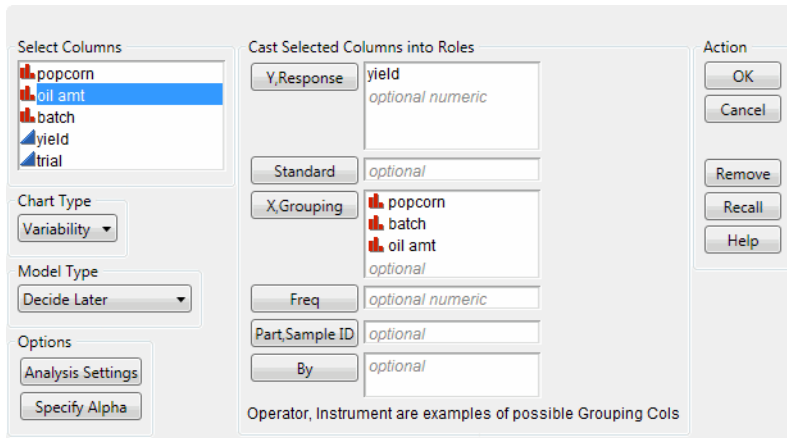 Select Columns
popcorn
oil amt
batch
yield
trial
Chart Type
Variability
Model Type
Decide Later
Options
Analysis Settings
Specify Alpha
Cast Selected Columns into Roles
Y,Response
yield
optional numeric
Standard
optional
X,Grouping
popcorn
batch
oil amt
optional
Freq
optional numeric
Part,Sample ID
optional
By
optional
Operator, Instrument are examples of possible Grouping Cols
Action
OK
Cancel
Remove
Recall
Help